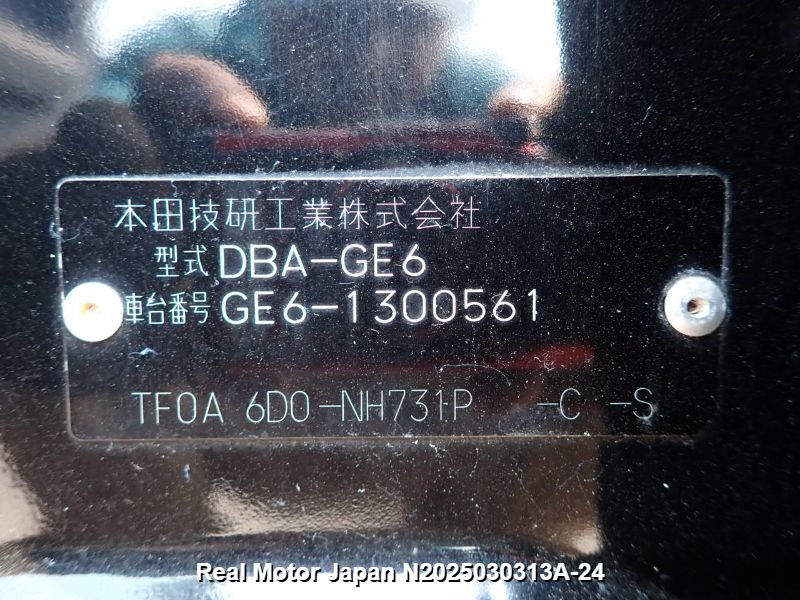 本田技研工業株式会社
型式 DBA-GE6
車台番号 GE6-1300561
TF0A 6D0-NH731P -C -S
Real Motor Japan N2025030313A-24